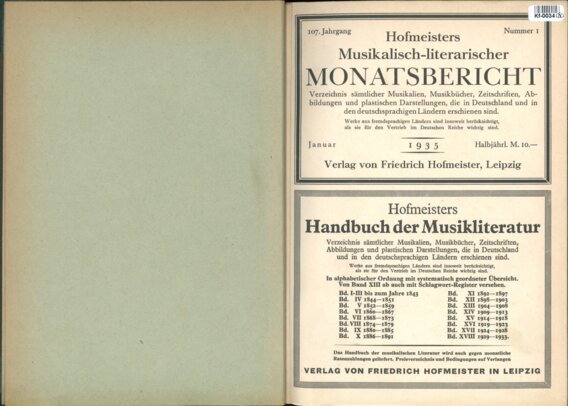 Kf-0034
107. Jahrgang Nummer 1
Hofmeisters
Musikalisch-literarischer
MONATSBERICHT
Verzeichnis sämtlicher Musikalien, Musikbücher, Zeitschriften, Ab-
bildungen und plastischen Darstellungen, die in Deutschland und in
den deutschsprachigen Ländern erschienen sind.
Werke aus fremdsprachigen Ländern sind insoweit berücksichtigt,
als sie für den Vertrieb im Deutschen Reiche wichtig sind.
Januar 1935 Halbjährl. M. 10.—
Verlag von Friedrich Hofmeister, Leipzig
Hofmeisters
Handbuch der Musikliteratur
Verzeichnis sämtlicher Musikalien, Musikbücher, Zeitschriften,
Abbildungen und plastischen Darstellungen, die in Deutschland
und in den deutschsprachigen Ländern erschienen sind.
Werke aus fremdsprachigen Ländern sind insoweit berücksichtigt,
als sie für den Vertrieb im Deutschen Reiche wichtig sind.
In alphabetischer Ordnung mit systematisch geordneter Übersicht.
Von Band XIII ab auch mit Schlagwort-Register versehen.
Bd. I-III bis zum Jahre 1843 Bd. XI 1892—1897
Bd. IV 1844—1851 Bd. XII 1898—1903
Bd. V 1852—1859 Bd. XIII 1904—1908
Bd. VI 1860—1867 Bd. XIV 1909—1913
Bd. VII 1868—1873 Bd. XV 1914—1918
Bd. VIII 1874—1879 Bd. XVI 1919—1923
Bd. IX 1880—1885 Bd. XVII 1924—1928
Bd. X 1886—1891 Bd. XVIII 1929—1933.
Das Handbuch der musikalischen Literatur wird auch gegen monatliche
Ratenzahlungen geliefert. Preisverzeichnis und Bedingungen auf Verlangen
VERLAG VON FRIEDRICH HOFMEISTER IN LEIPZIG